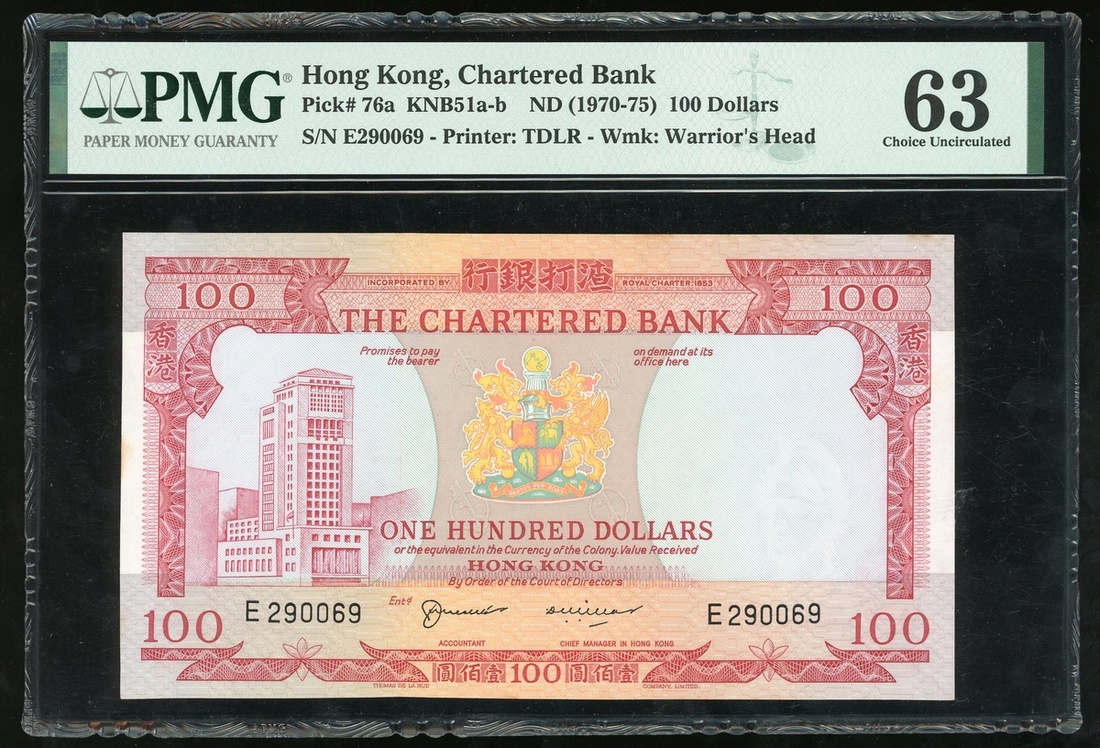 PMG®
PAPER MONEY GUARANTY
Hong Kong, Chartered Bank
Pick# 76a KNB51a-b ND (1970-75) 100 Dollars
S/N E290069 - Printer: TDLR - Wmk: Warrior's Head
63
Choice Uncirculated
INCORPORATED BY 行銀打渣 ROYAL CHARTER.1853
100 100
THE CHARTERED BANK
香港 香港
Promises to pay the bearer
on demand at its office here
ONE HUNDRED DOLLARS
or the equivalent in the Currency of the Colony. Value Received
HONG KONG
By Order of the Court of Directors
Entd
E 290069 E 290069
100 100
ACCOUNTANT CHIEF MANAGER IN HONG KONG
圓佰壹 100 圓佰壹
THOMAS DE LA RUE COMPANY, LIMITED.